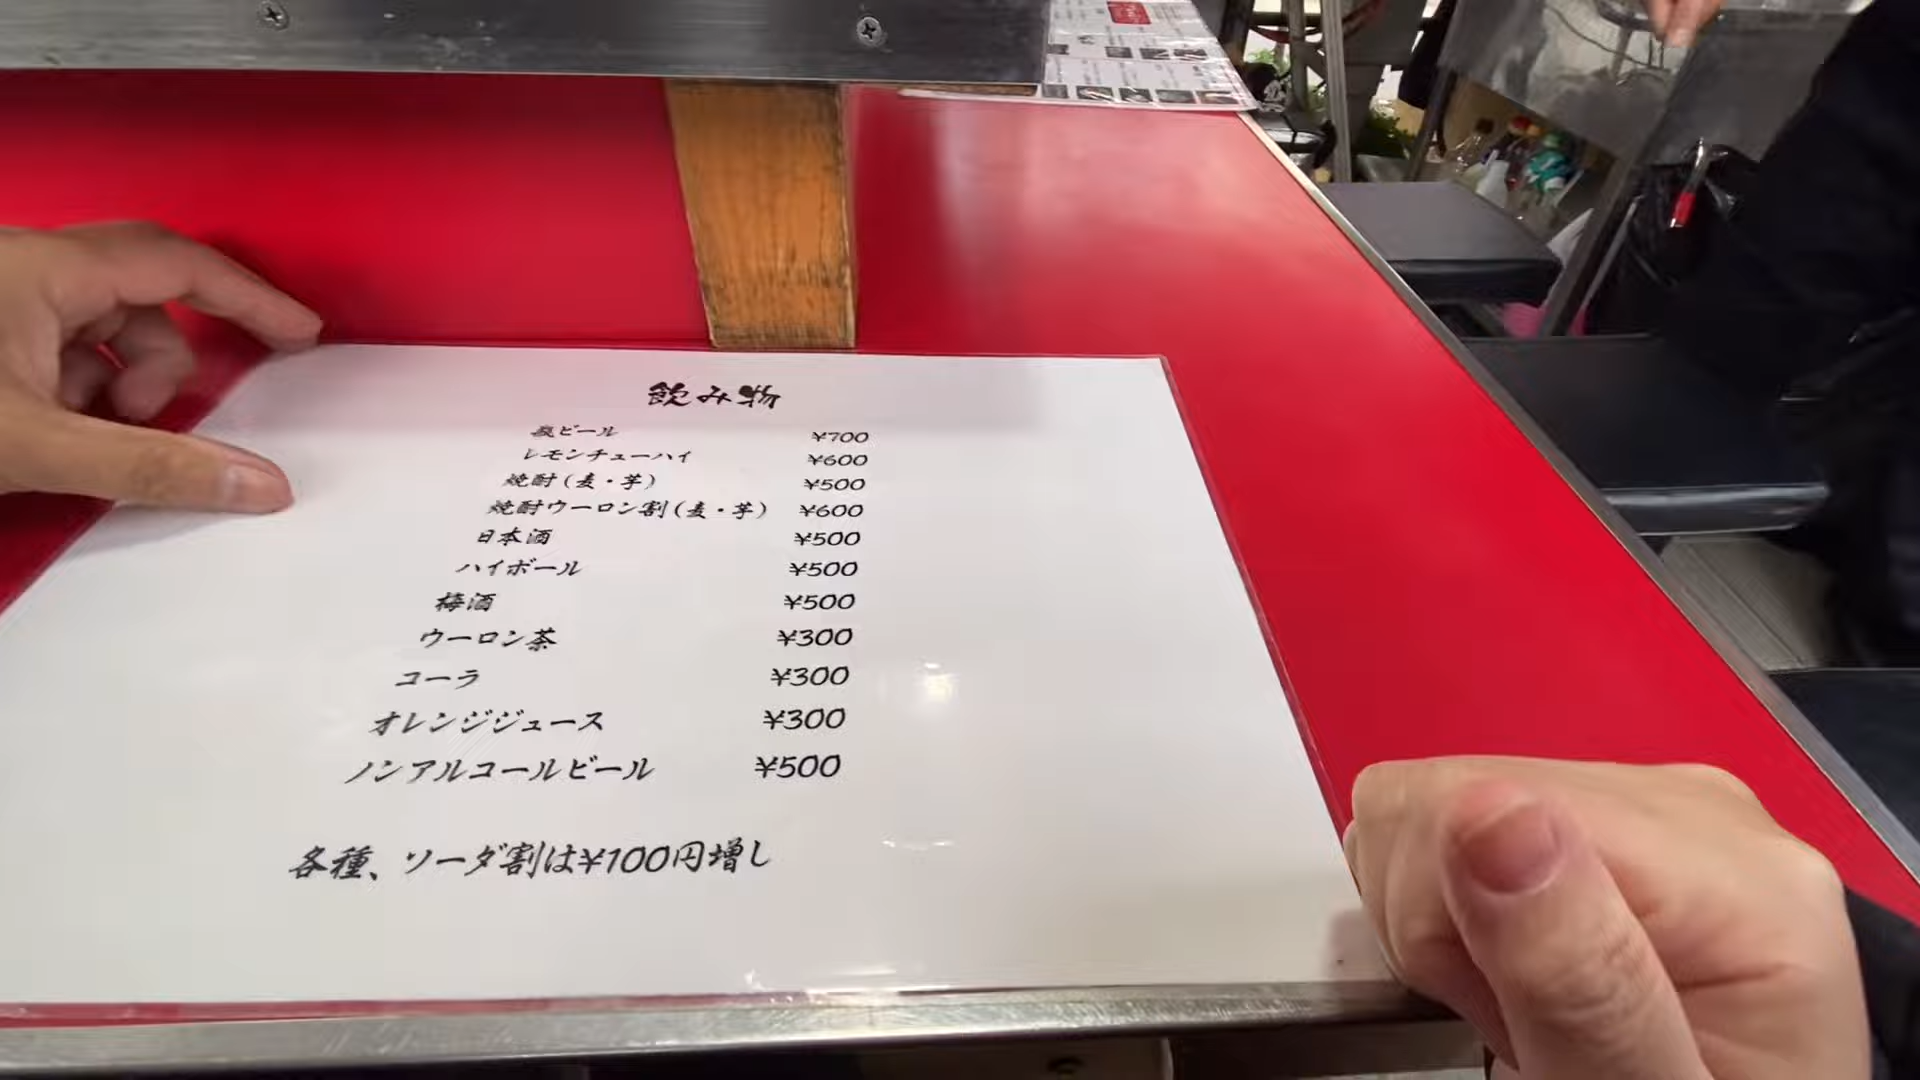 飲み物
ビール ¥700
レモンチューハイ ¥600
焼酎(麦・芋) ¥500
焼酎ウーロン割(麦・芋) ¥600
日本酒 ¥500
ハイボール ¥500
梅酒 ¥500
ウーロン茶 ¥300
コーラ ¥300
オレンジジュース ¥300
ノンアルコールビール ¥500
各種、ソーダ割は¥100円増し